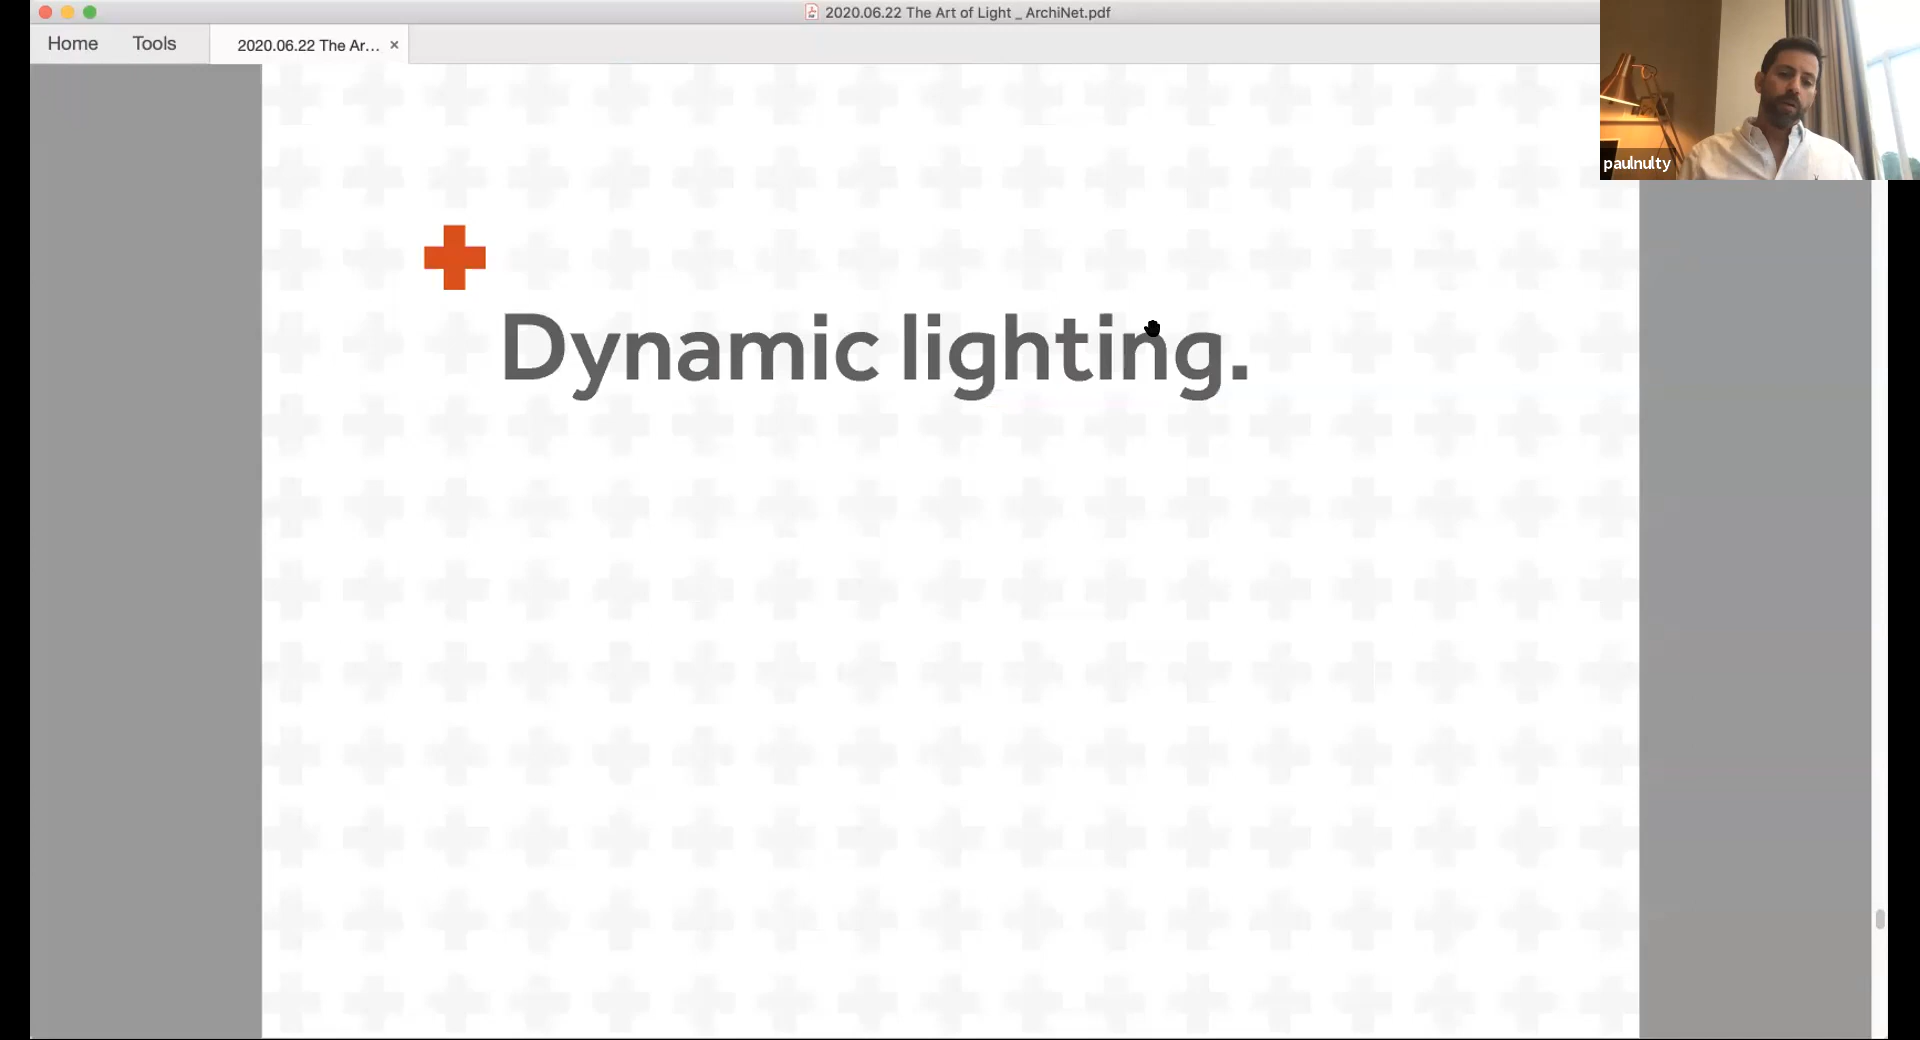 2020.06.22 The Art of Light _ ArchiNet.pdf
Home Tools 2020.06.22 The Ar... ×
paulnulty
Dynamic lighting.